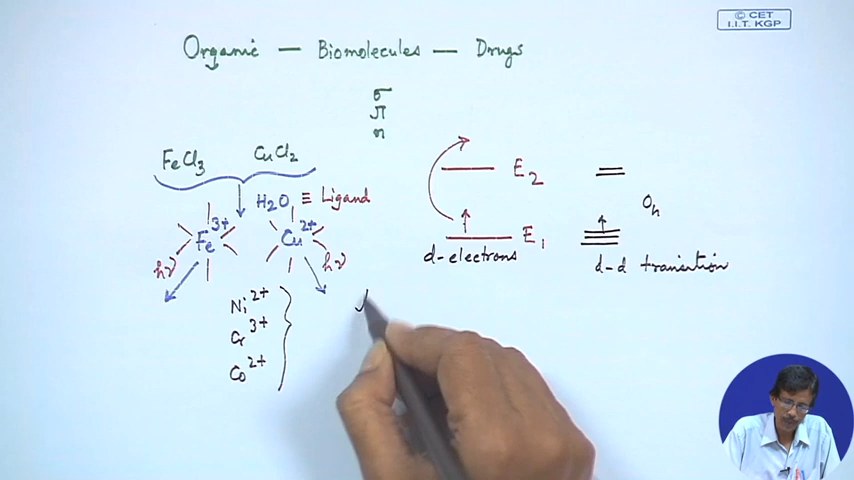 © CET
I.I.T. KGP
Organic — Biomolecules — Drugs
σ
π
n
FeCl3 CuCl2
H2O ≡ Ligand
Fe3+ Cu2+
hν hν
E2
E1
d-electrons
Oh
d-d transition
Ni2+
Cr3+
Co2+